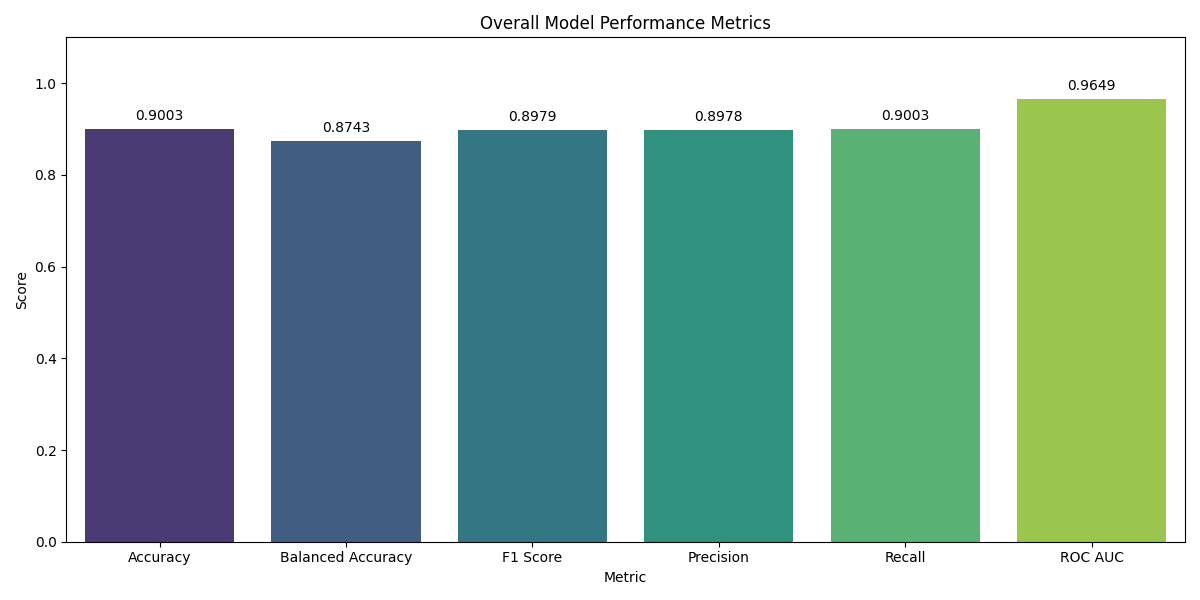 Overall Model Performance Metrics
Score
1.0
0.8
0.6
0.4
0.2
0.0
0.9003
0.8743
0.8979
0.8978
0.9003
0.9649
Accuracy
Balanced Accuracy
F1 Score
Precision
Recall
ROC AUC
Metric